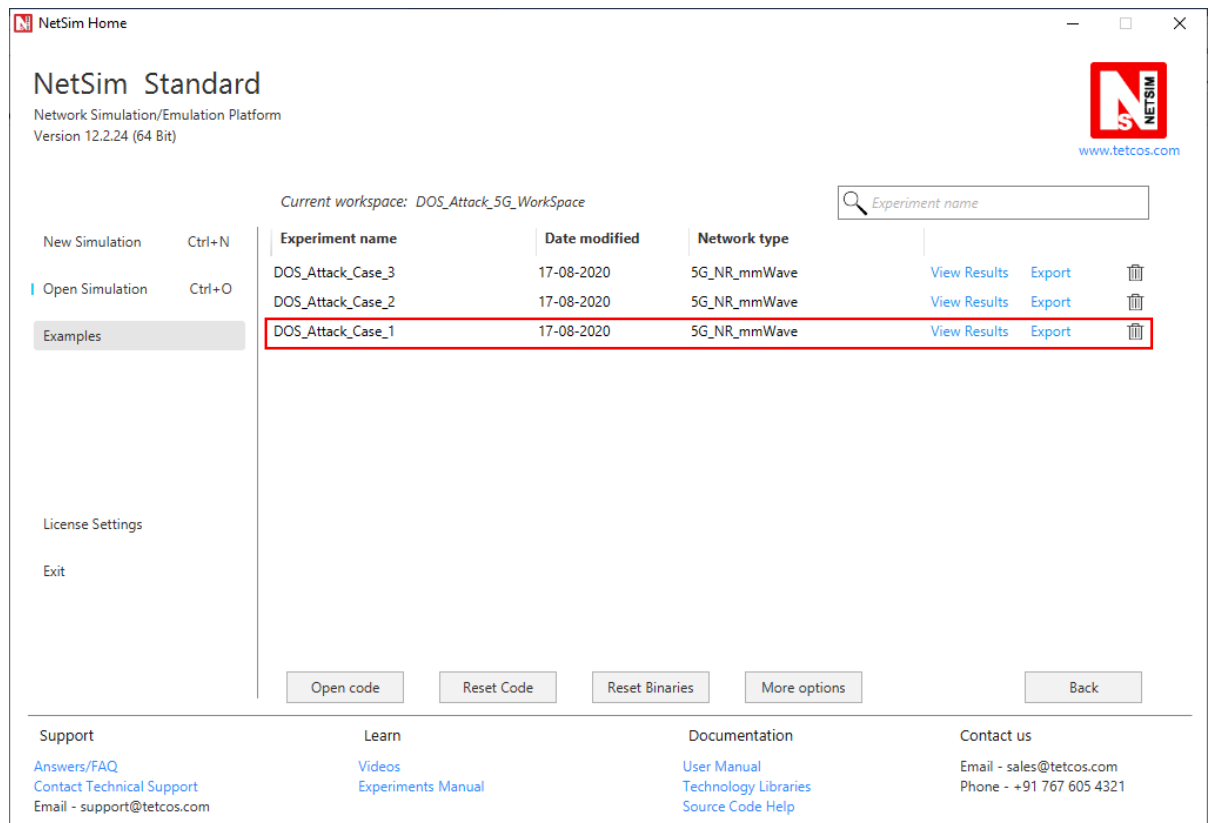 NetSim Home
NetSim Standard
Network Simulation/Emulation Platform
Version 12.2.24 (64 Bit)
N
S
NETSIM
www.tetcos.com
Current workspace: DOS_Attack_5G_WorkSpace
Experiment name
New Simulation Ctrl+N
Open Simulation Ctrl+O
Examples
License Settings
Exit
Experiment name Date modified Network type
DOS_Attack_Case_3 17-08-2020 5G_NR_mmWave View Results Export
DOS_Attack_Case_2 17-08-2020 5G_NR_mmWave View Results Export
DOS_Attack_Case_1 17-08-2020 5G_NR_mmWave View Results Export
Open code Reset Code Reset Binaries More options Back
Support
Answers/FAQ
Contact Technical Support
Email - support@tetcos.com
Learn
Videos
Experiments Manual
Documentation
User Manual
Technology Libraries
Source Code Help
Contact us
Email - sales@tetcos.com
Phone - +91 767 605 4321